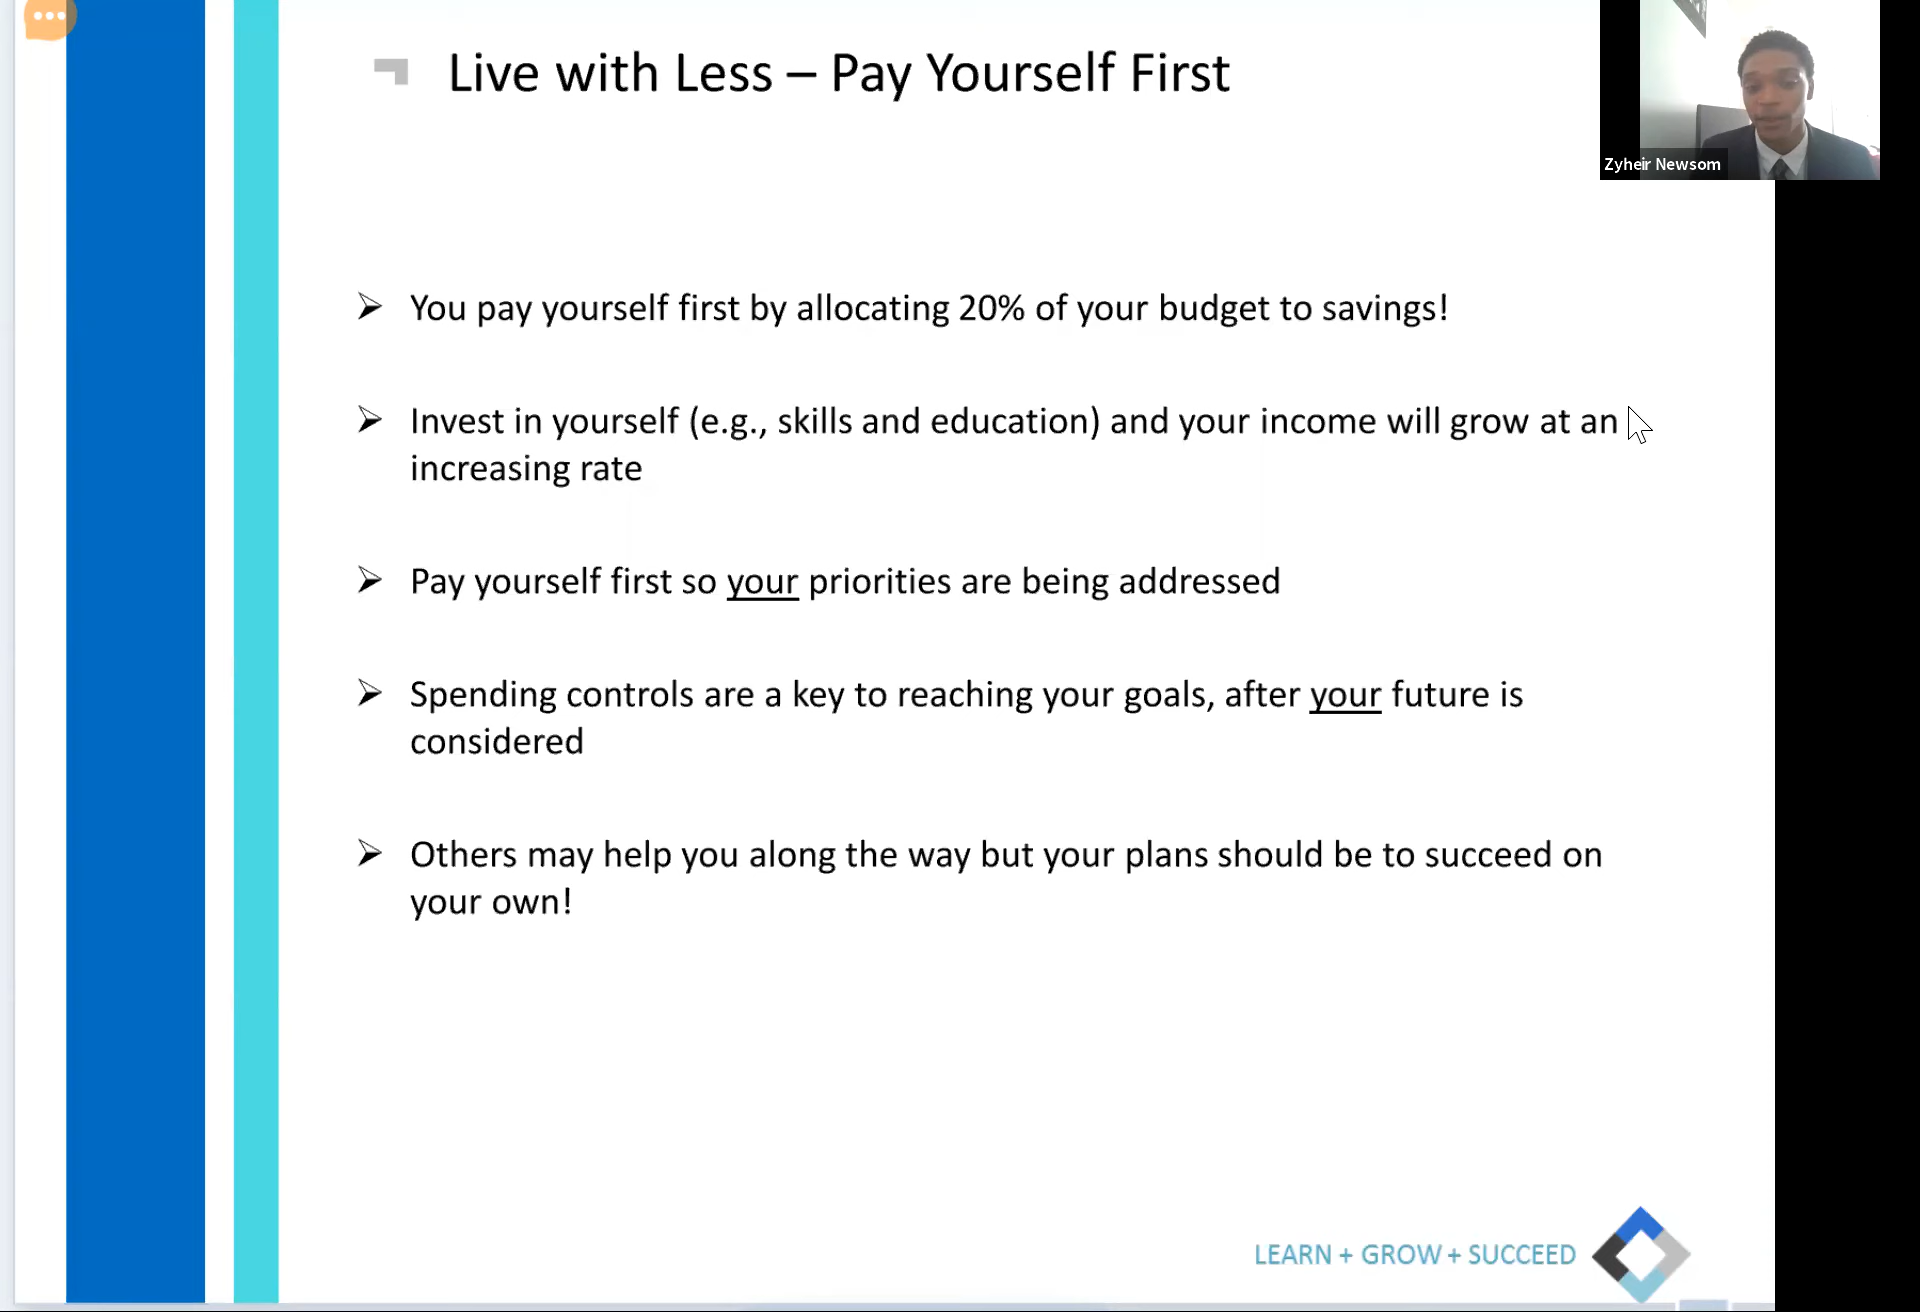 Live with Less – Pay Yourself First
Zyheir Newsom
➢ You pay yourself first by allocating 20% of your budget to savings!
➢ Invest in yourself (e.g., skills and education) and your income will grow at an
increasing rate
➢ Pay yourself first so your priorities are being addressed
➢ Spending controls are a key to reaching your goals, after your future is
considered
➢ Others may help you along the way but your plans should be to succeed on
your own!
LEARN + GROW + SUCCEED